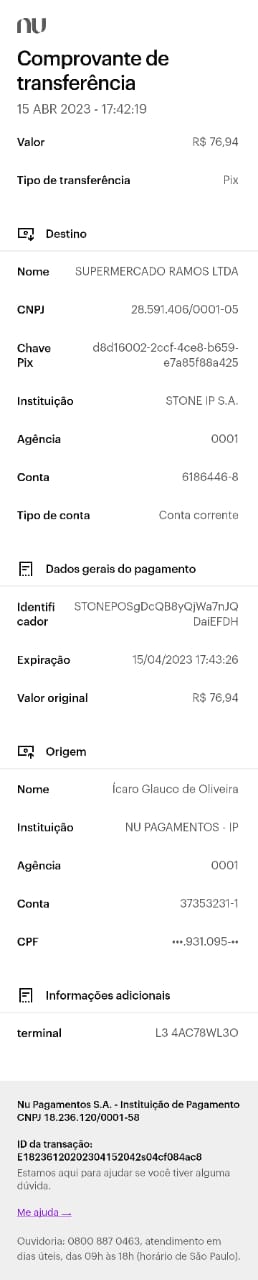 nu
Comprovante de
transferência
15 ABR 2023 - 17:42:19
Valor R$ 76,94
Tipo de transferência Pix
Destino
Nome SUPERMERCADO RAMOS LTDA
CNPJ 28.591.406/0001-05
Chave d8d16002-2ccf-4ce8-b659-
Pix e7a85f88a425
Instituição STONE IP S.A.
Agência 0001
Conta 6186446-8
Tipo de conta Conta corrente
Dados gerais do pagamento
Identifi STONEPOSgDcQB8yQjWa7nJQ
cador DaiEFDH
Expiração 15/04/2023 17:43:26
Valor original R$ 76,94
Origem
Nome Ícaro Glauco de Oliveira
Instituição NU PAGAMENTOS - IP
Agência 0001
Conta 37353231-1
CPF •••.931.095-••
Informações adicionais
terminal L3 4AC78WL3O
Nu Pagamentos S.A. - Instituição de Pagamento
CNPJ 18.236.120/0001-58
ID da transação:
E18236120202304152042s04cf084ac8
Estamos aqui para ajudar se você tiver alguma
dúvida.
Me ajuda →
Ouvidoria: 0800 887 0463, atendimento em
dias úteis, das 09h às 18h (horário de São Paulo).